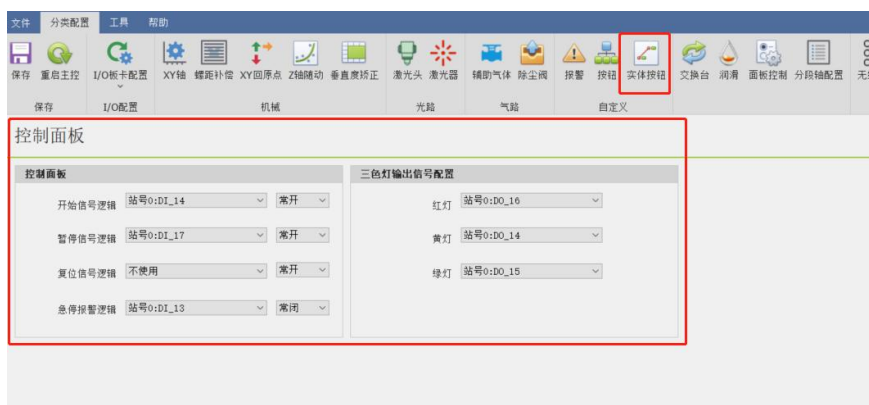 文件 分类配置 工具 帮助
保存 重启主控 I/O板卡配置 XY轴 螺距补偿 XY回原点 Z轴随动 垂直度矫正 激光头 激光器 辅助气体 除尘阀 报警 按钮 实体按钮 交换台 润滑 面板控制 分段轴配置
保存 I/O配置 机械 光路 气路 自定义
控制面板
控制面板 三色灯输出信号配置
开始信号逻辑 站号0:DI_14 常开 红灯 站号0:DO_16
暂停信号逻辑 站号0:DI_17 常开 黄灯 站号0:DO_14
复位信号逻辑 不使用 常开 绿灯 站号0:DO_15
急停报警逻辑 站号0:DI_13 常闭